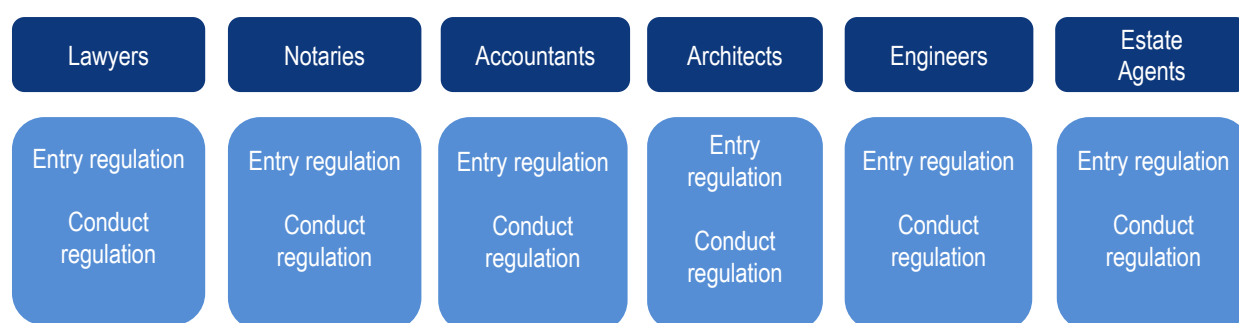 Lawyers
Notaries
Accountants
Architects
Engineers
Estate
Agents
Entry regulation
Conduct
regulation
Entry regulation
Conduct
regulation
Entry regulation
Conduct
regulation
Entry
regulation
Conduct
regulation
Entry regulation
Conduct
regulation
Entry regulation
Conduct
regulation